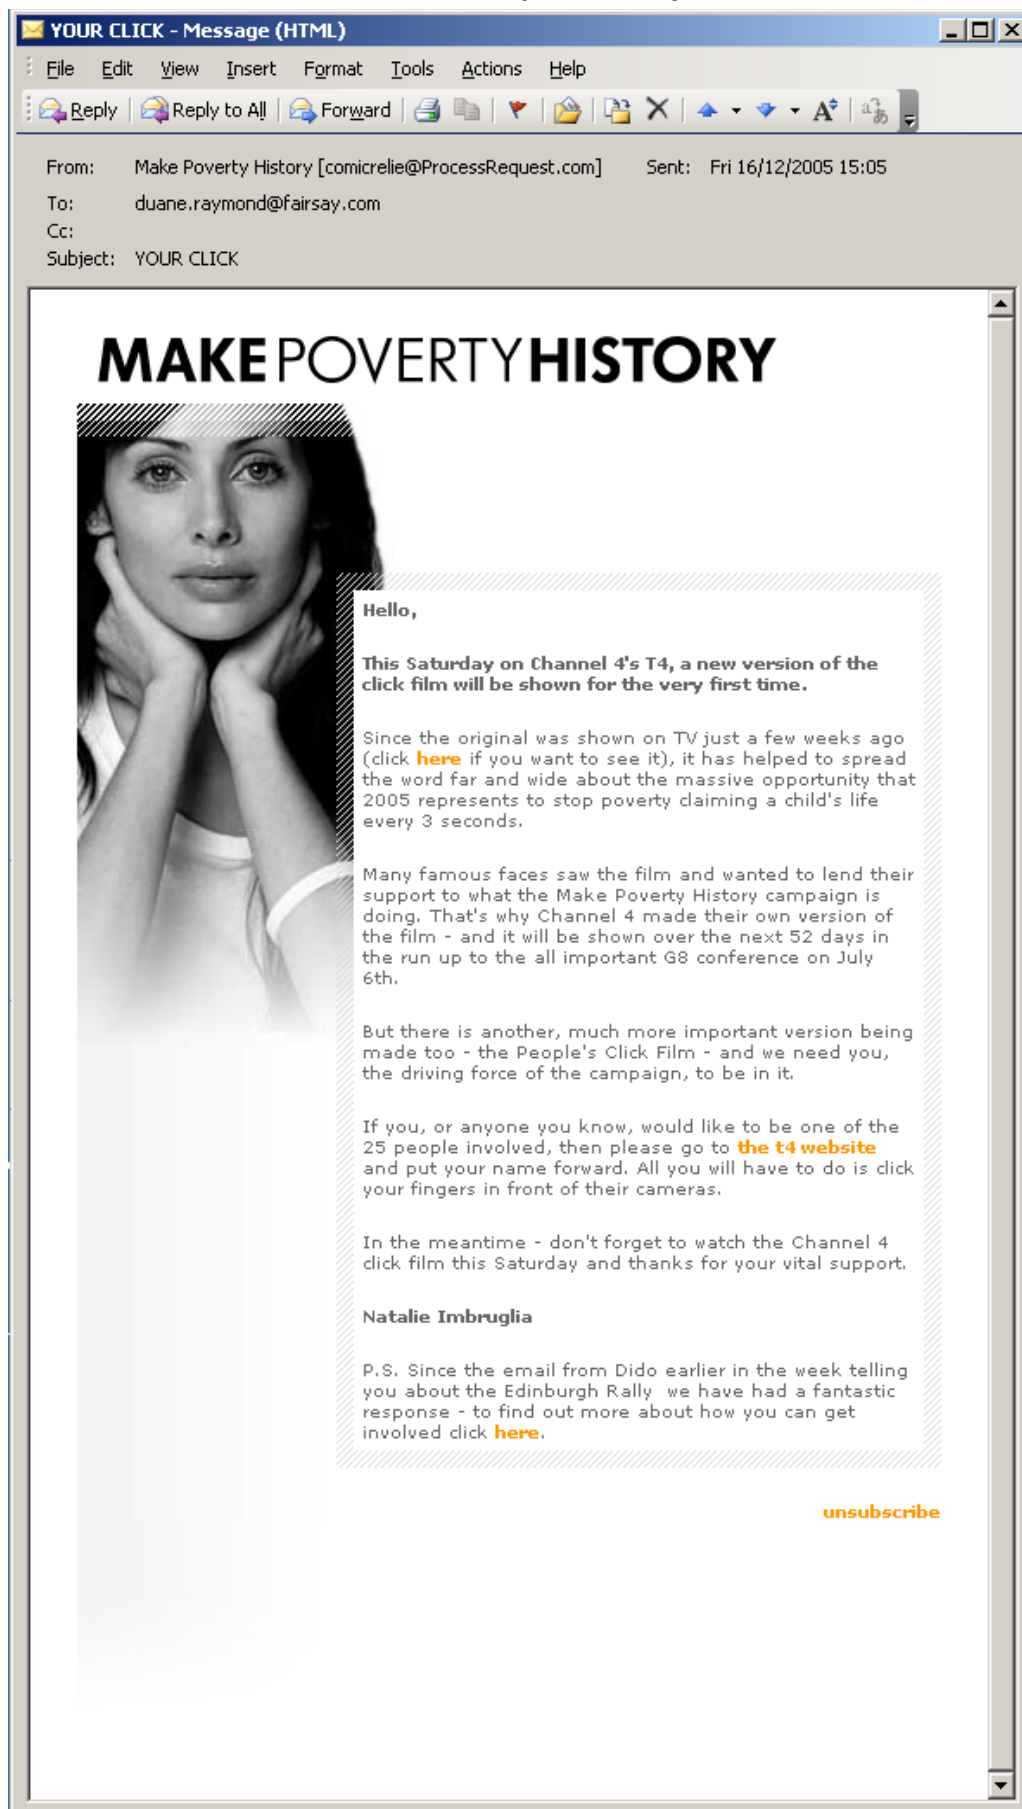 YOUR CLICK - Message (HTML)
File Edit View Insert Format Tools Actions Help
Reply Reply to All Forward
From: Make Poverty History [comicrelie@ProcessRequest.com] Sent: Fri 16/12/2005 15:05
To: duane.raymond@fairsay.com
Cc:
Subject: YOUR CLICK
MAKEPOVERTYHISTORY
Hello,
This Saturday on Channel 4's T4, a new version of the
click film will be shown for the very first time.
Since the original was shown on TV just a few weeks ago
(click here if you want to see it), it has helped to spread
the word far and wide about the massive opportunity that
2005 represents to stop poverty claiming a child's life
every 3 seconds.
Many famous faces saw the film and wanted to lend their
support to what the Make Poverty History campaign is
doing. That's why Channel 4 made their own version of
the film - and it will be shown over the next 52 days in
the run up to the all important G8 conference on July
6th.
But there is another, much more important version being
made too - the People's Click Film - and we need you,
the driving force of the campaign, to be in it.
If you, or anyone you know, would like to be one of the
25 people involved, then please go to the t4 website
and put your name forward. All you will have to do is click
your fingers in front of their cameras.
In the meantime - don't forget to watch the Channel 4
click film this Saturday and thanks for your vital support.
Natalie Imbruglia
P.S. Since the email from Dido earlier in the week telling
you about the Edinburgh Rally we have had a fantastic
response - to find out more about how you can get
involved click here.
unsubscribe